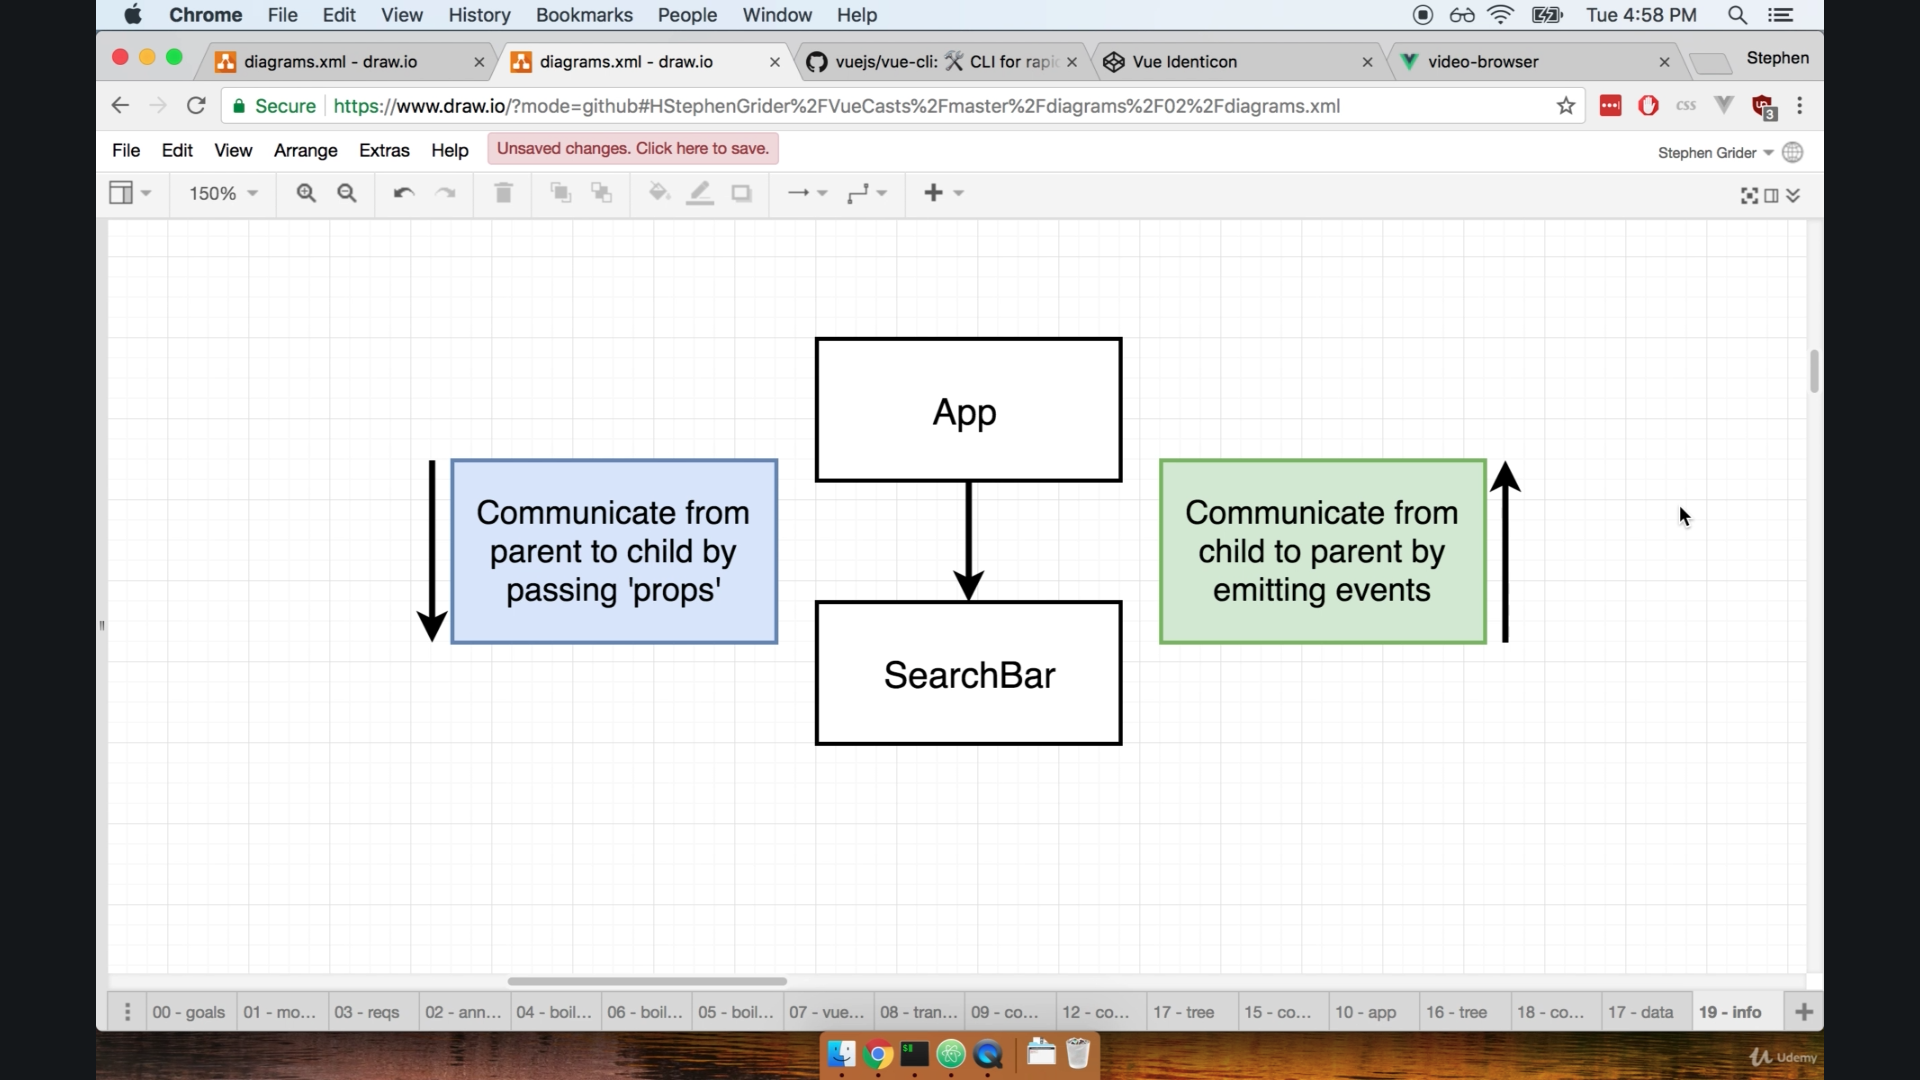 Chrome File Edit View History Bookmarks People Window Help Tue 4:58 PM
diagrams.xml - draw.io diagrams.xml - draw.io vuejs/vue-cli: 🛠 CLI for rapi Vue Identicon video-browser Stephen
Secure https://www.draw.io/?mode=github#HStephenGrider%2FVueCasts%2Fmaster%2Fdiagrams%2F02%2Fdiagrams.xml css 3
File Edit View Arrange Extras Help Unsaved changes. Click here to save. Stephen Grider
150%
App
Communicate from
parent to child by
passing 'props'
Communicate from
child to parent by
emitting events
SearchBar
00 - goals 01 - mo... 03 - reqs 02 - ann... 04 - boil... 06 - boil... 05 - boil... 07 - vue... 08 - tran... 09 - co... 12 - co... 17 - tree 15 - co... 10 - app 16 - tree 18 - co... 17 - data 19 - info
Udemy